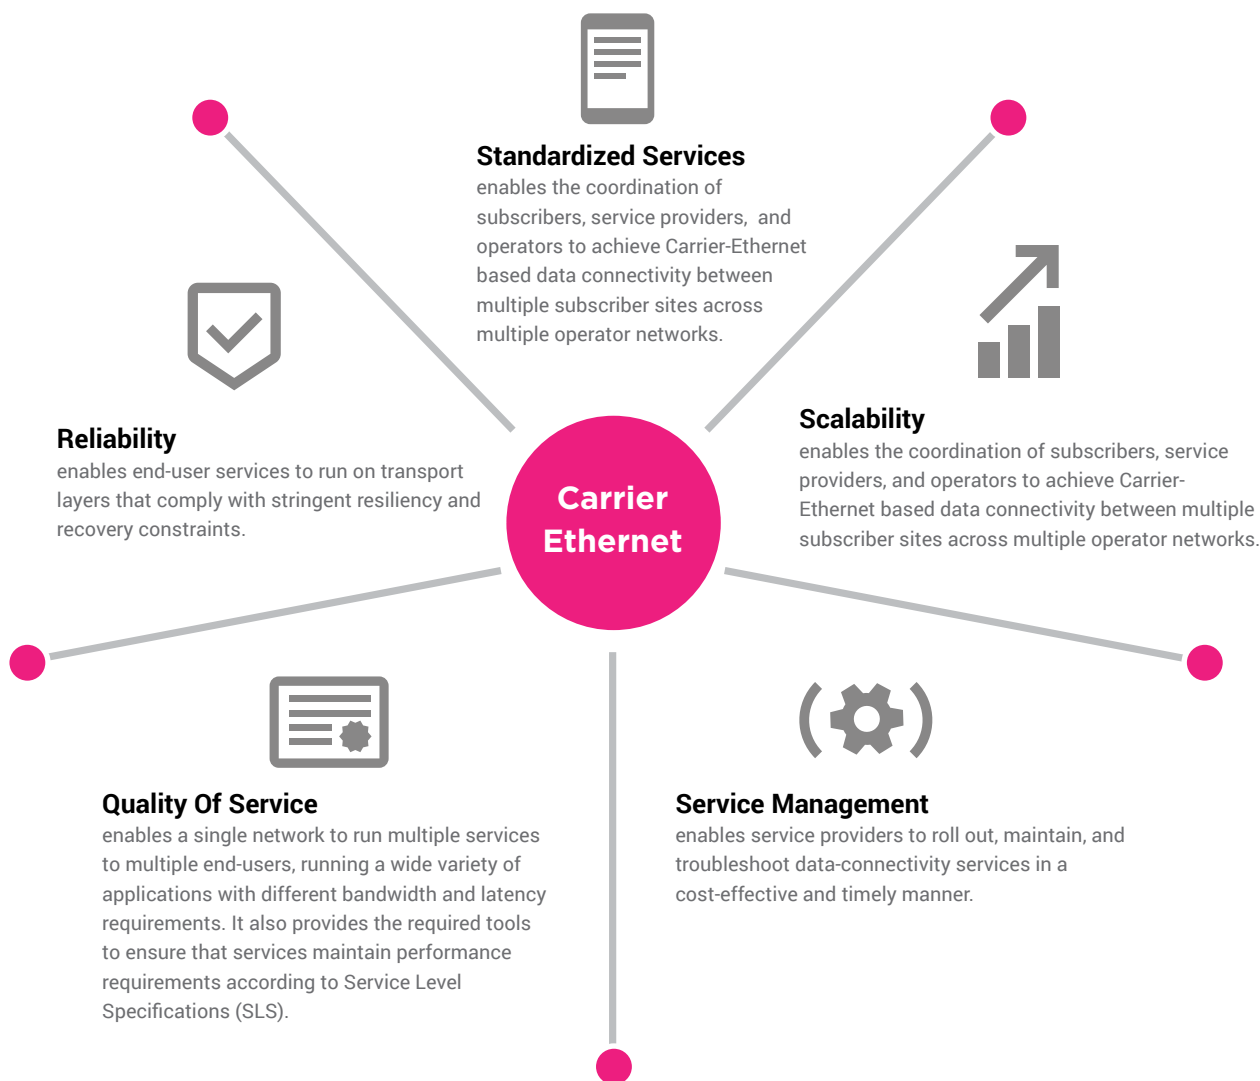 Standardized Services
enables the coordination of
subscribers, service providers,  and
operators to achieve Carrier-Ethernet
based data connectivity between
multiple subscriber sites across
multiple operator networks.
Reliability
enables end-user services to run on transport
layers that comply with stringent resiliency and
recovery constraints.
Carrier
Ethernet
Scalability
enables the coordination of subscribers, service
providers, and operators to achieve Carrier-
Ethernet based data connectivity between multiple
subscriber sites across multiple operator networks.
Quality Of Service
enables a single network to run multiple services
to multiple end-users, running a wide variety of
applications with different bandwidth and latency
requirements. It also provides the required tools
to ensure that services maintain performance
requirements according to Service Level
Specifications (SLS).
Service Management
enables service providers to roll out, maintain, and
troubleshoot data-connectivity services in a
cost-effective and timely manner.